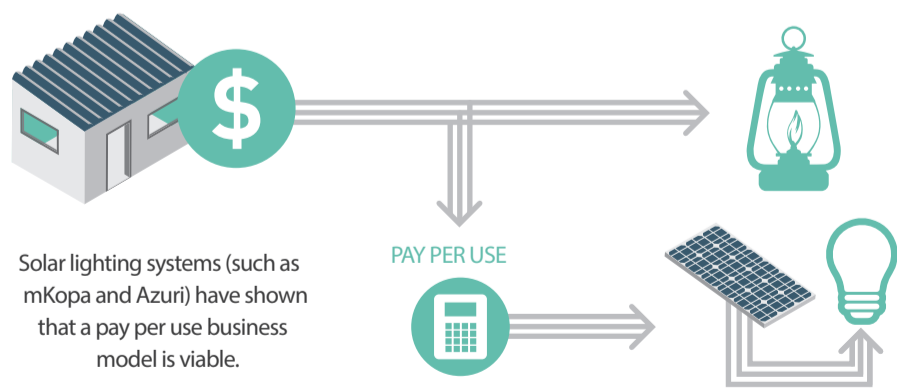 $
PAY PER USE
Solar lighting systems (such as
mKopa and Azuri) have shown
that a pay per use business
model is viable.